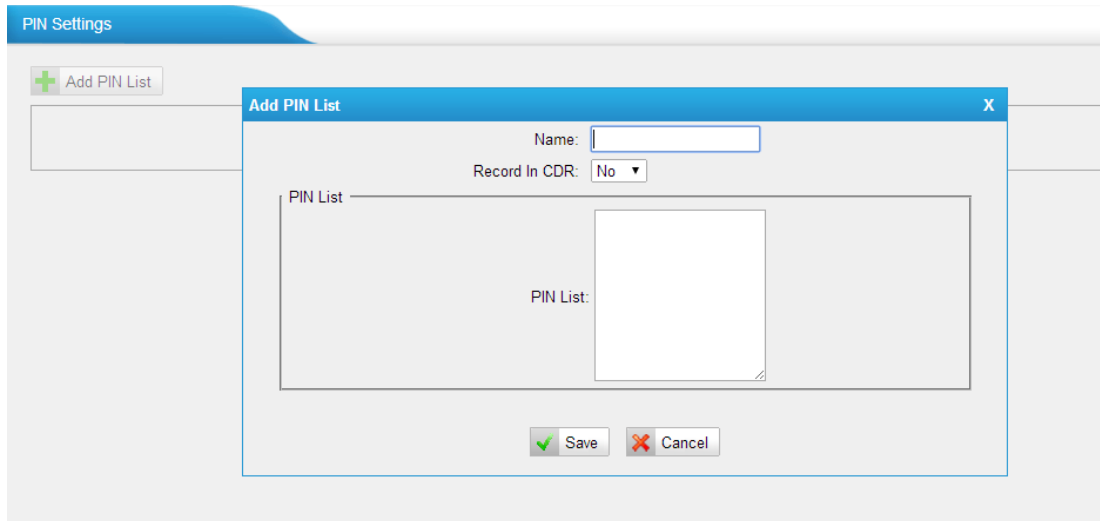 PIN Settings
Add PIN List
Add PIN List X
Name:
Record In CDR: No
PIN List
PIN List:
Save Cancel